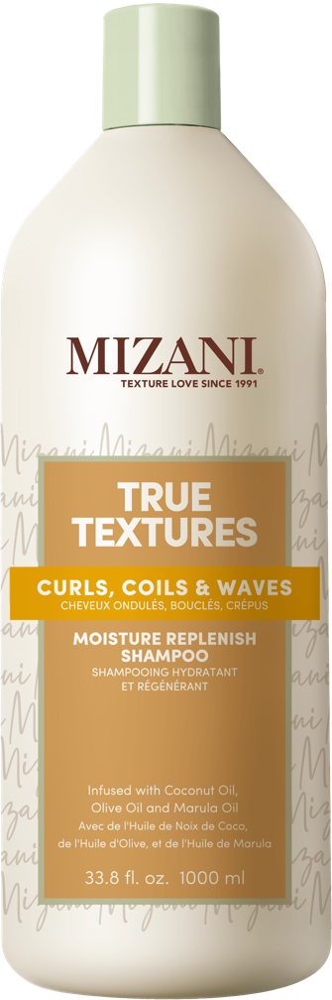 MIZANI®
TEXTURE LOVE SINCE 1991
TRUE
TEXTURES
CURLS, COILS & WAVES
CHEVEUX ONDULÉS, BOUCLÉS, CRÉPUS
MOISTURE REPLENISH
SHAMPOO
SHAMPOOING HYDRATANT
ET RÉGÉNÉRANT
Infused with Coconut Oil,
Olive Oil and Marula Oil
Avec de l'Huile de Noix de Coco,
de l'Huile d'Olive, et de l'Huile de Marula
33.8 fl. oz. 1000 ml